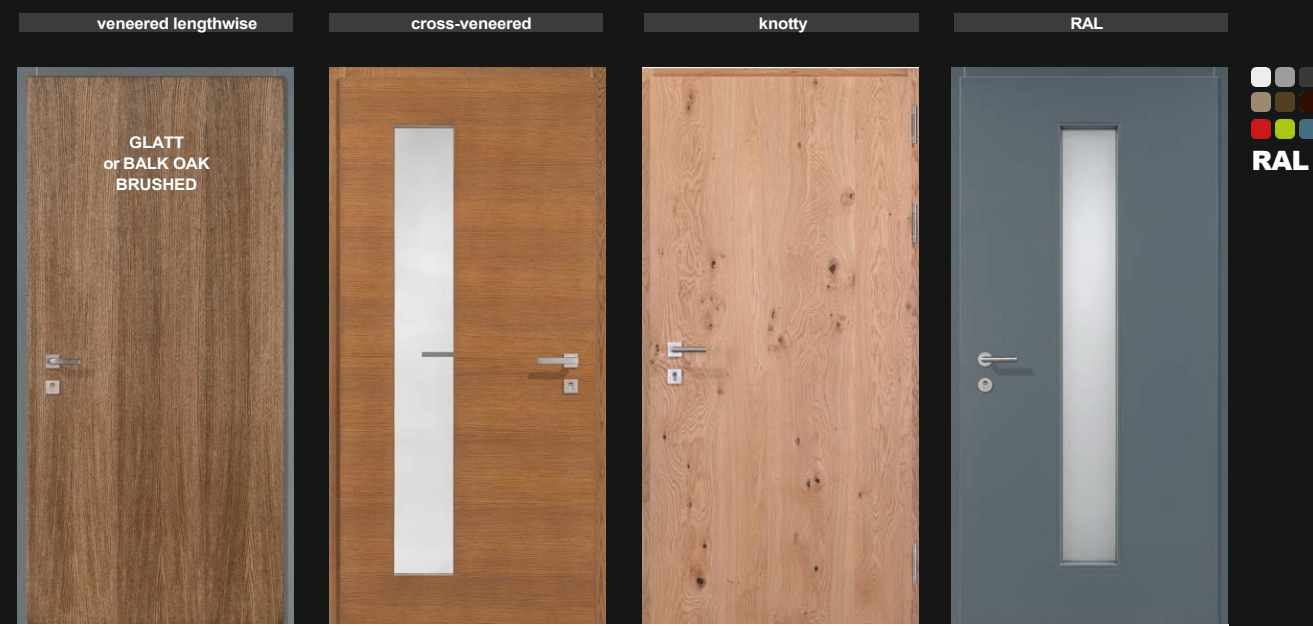 veneered lengthwise
cross-veneered
knotty
RAL
GLATT
or BALK OAK
BRUSHED
RAL